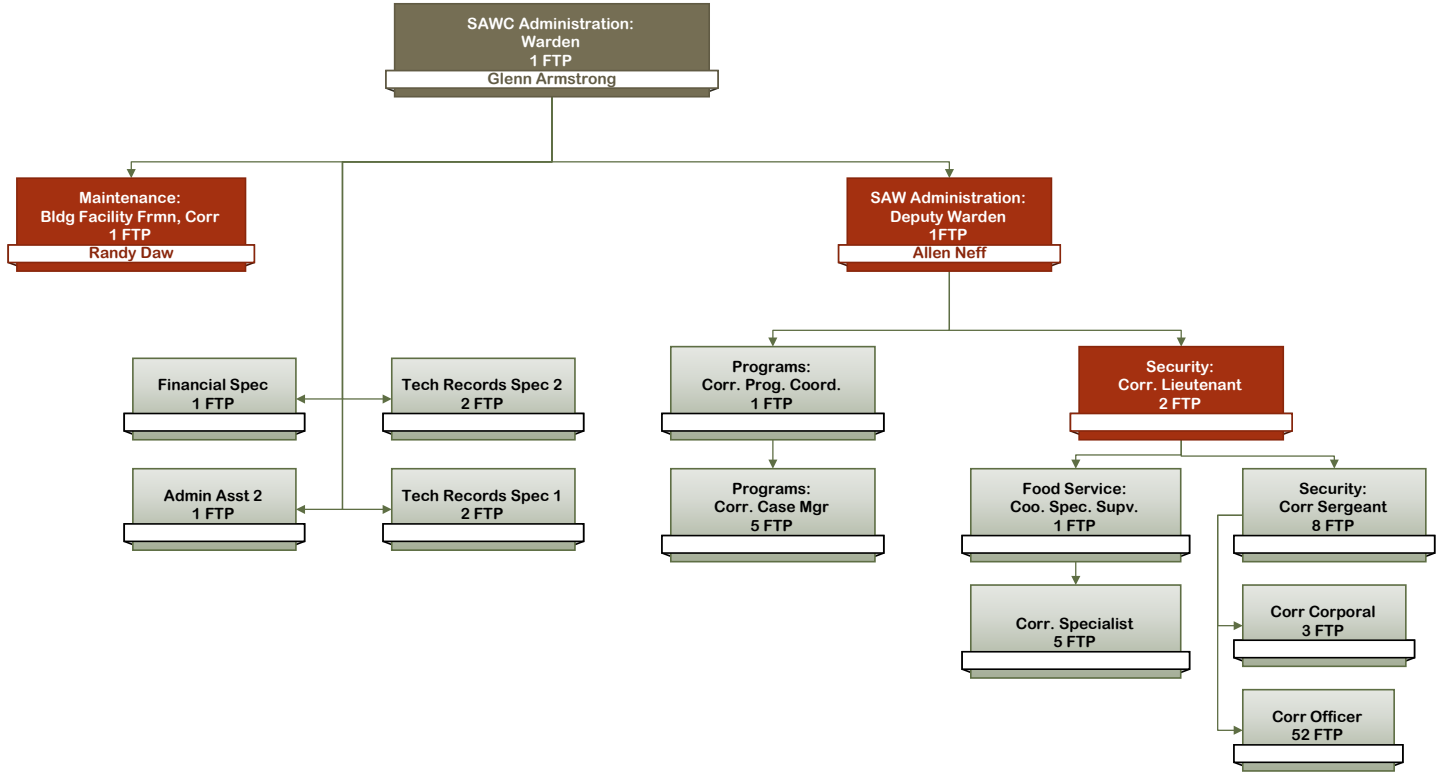 SAWC Administration:
Warden
1 FTP
Glenn Armstrong
Maintenance:
Bldg Facility Frmn, Corr
1 FTP
Randy Daw
SAW Administration:
Deputy Warden
1FTP
Allen Neff
Financial Spec
1 FTP
Tech Records Spec 2
2 FTP
Programs:
Corr. Prog. Coord.
1 FTP
Security:
Corr. Lieutenant
2 FTP
Admin Asst 2
1 FTP
Tech Records Spec 1
2 FTP
Programs:
Corr. Case Mgr
5 FTP
Food Service:
Coo. Spec. Supv.
1 FTP
Security:
Corr Sergeant
8 FTP
Corr. Specialist
5 FTP
Corr Corporal
3 FTP
Corr Officer
52 FTP